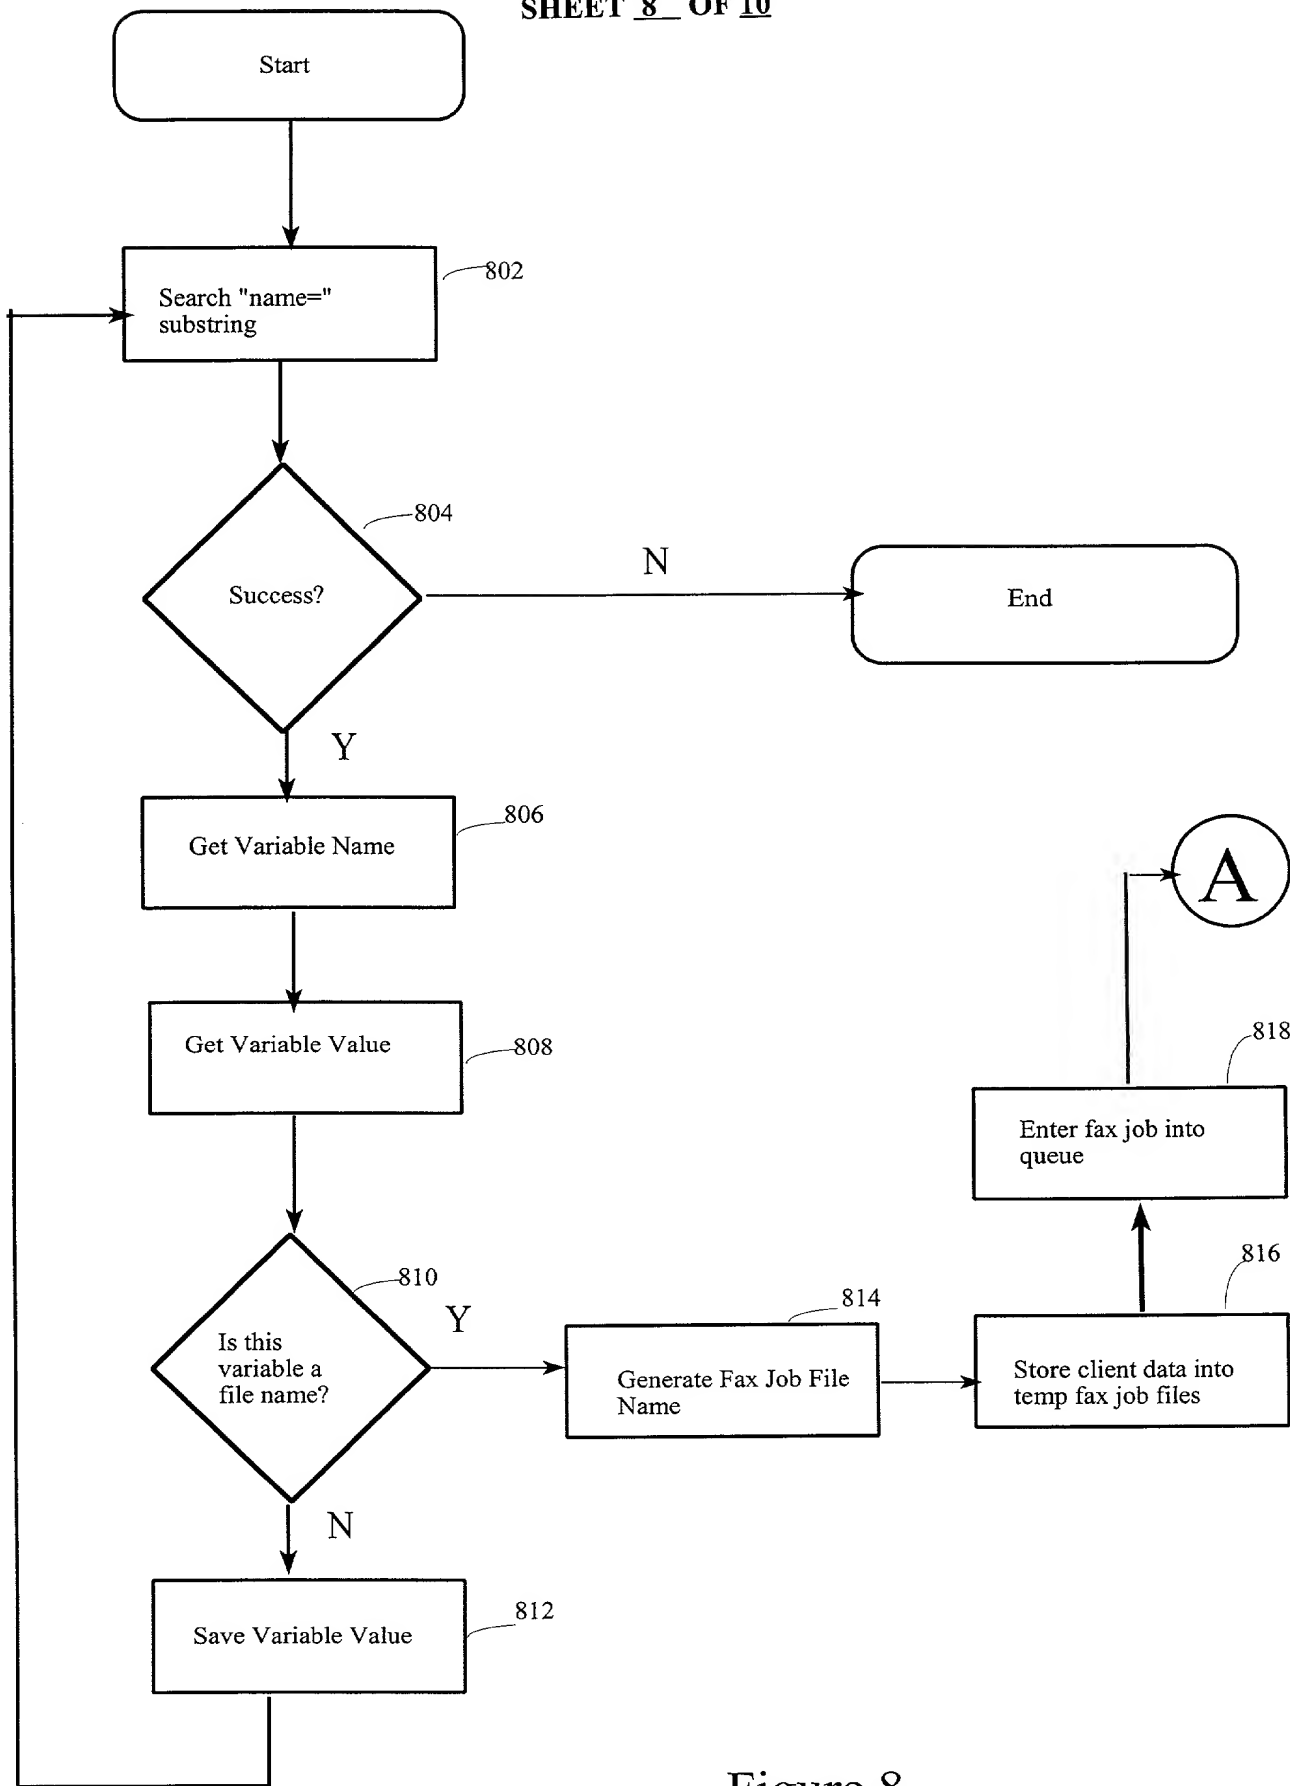 SHEET 8 OF 10
Start
802
Search "name="
substring
804
Success?
N
End
Y
806
Get Variable Name
A
808
Get Variable Value
818
Enter fax job into
queue
810
Is this
variable a
file name?
Y
814
Generate Fax Job File
Name
816
Store client data into
temp fax job files
N
812
Save Variable Value
Figure 8